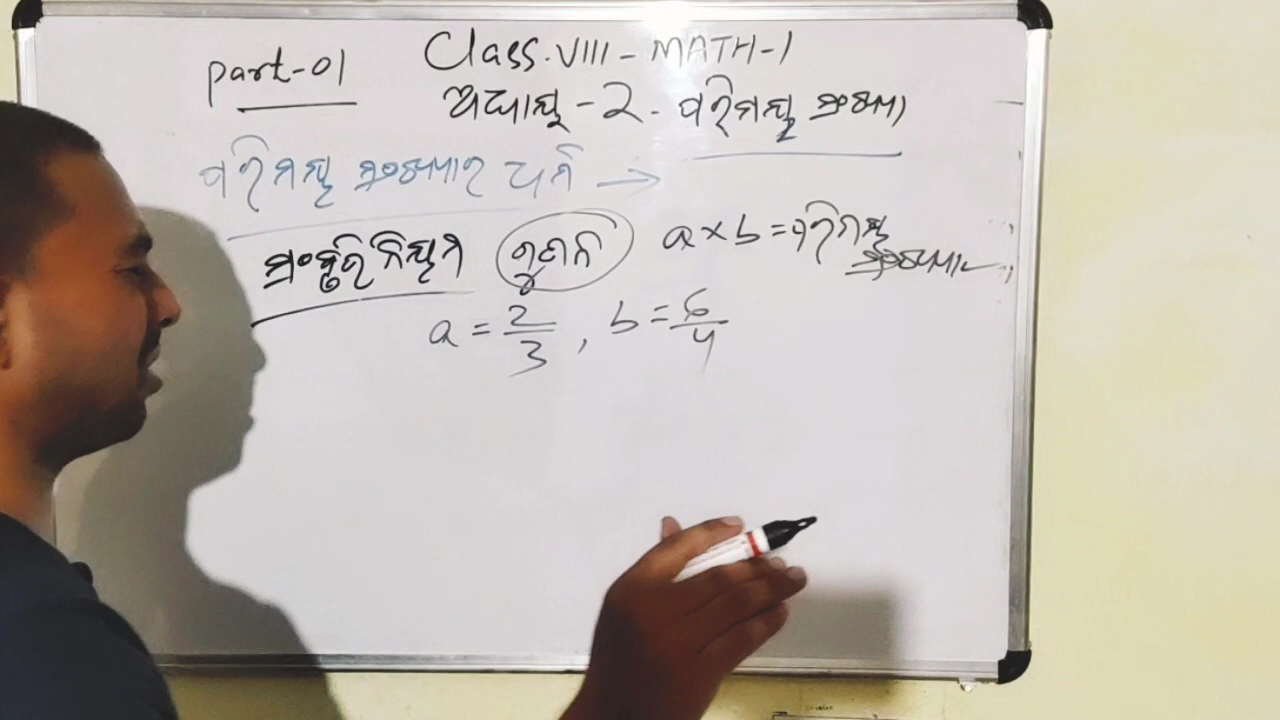 part-01
Class.VIII-MATH-1
ଅଧ୍ୟାୟ-2. ପରିମେୟ ସଂଖ୍ୟା
ପରିମେୟ ସଂଖ୍ୟାର ଧର୍ମ →
ସଂବୃତ୍ତି ନିୟମ ଗୁଣନ a×b=ପରିମେୟ ସଂଖ୍ୟା
a = 2/3, b = 6/4